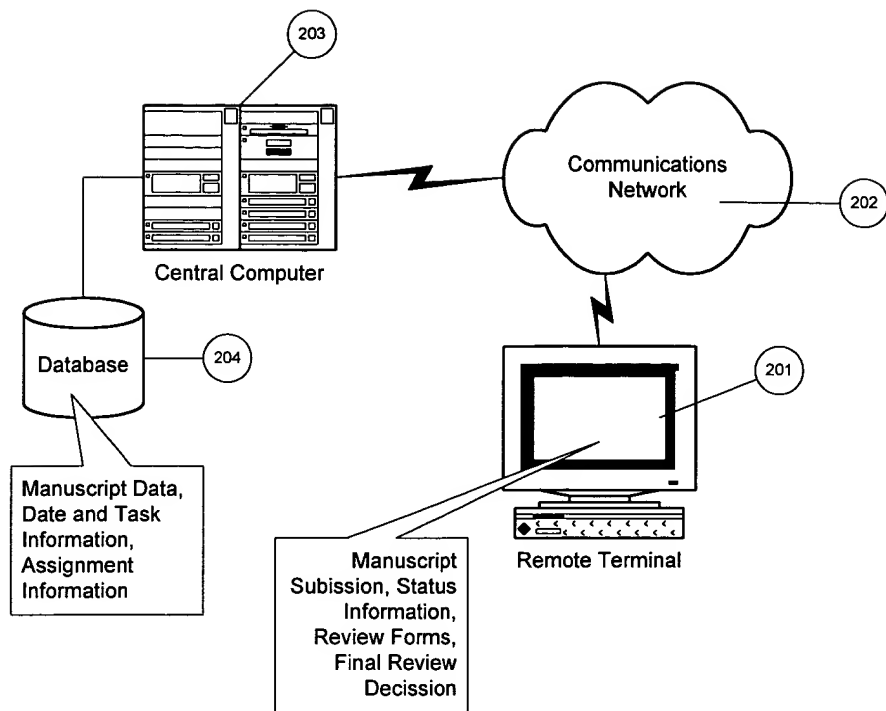 203
Communications
Network
202
Central Computer
Database
204
201
Manuscript Data,
Date and Task
Information,
Assignment
Information
Remote Terminal
Manuscript
Subission, Status
Information,
Review Forms,
Final Review
Decission